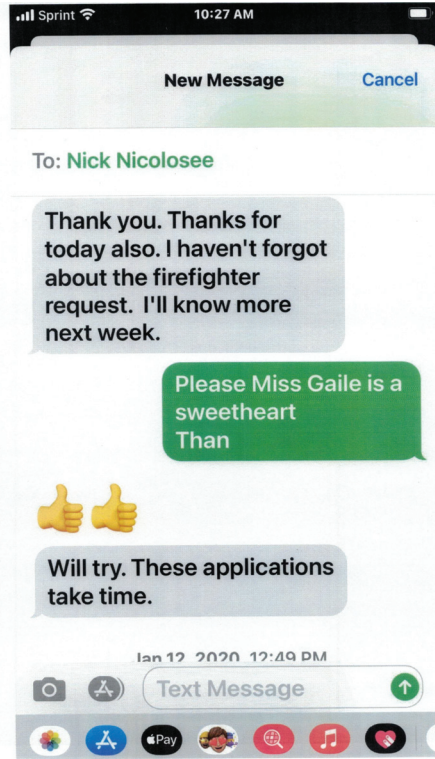 Sprint
10:27 AM
New Message
Cancel
To: Nick Nicolosee
Thank you. Thanks for
today also. I haven't forgot
about the firefighter
request.  I'll know more
next week.
Please Miss Gaile is a
sweetheart
Than
Will try. These applications
take time.
Jan 12, 2020, 12:49 PM
Text Message
Pay